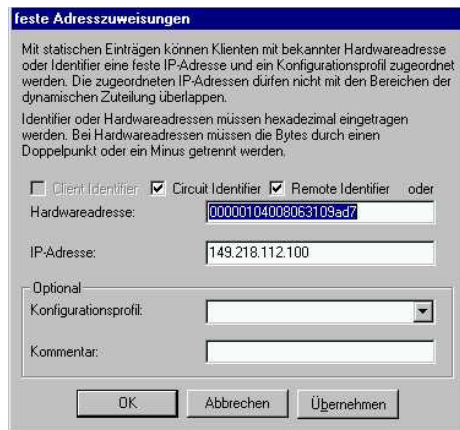 feste Adresszuweisungen
Mit statischen Einträgen können Klienten mit bekannter Hardwareadresse
oder Identifier eine feste IP-Adresse und ein Konfigurationsprofil zugeordnet
werden. Die zugeordneten IP-Adressen dürfen nicht mit den Bereichen der
dynamischen Zuteilung überlappen.
Identifier oder Hardwareadressen müssen hexadezimal eingetragen
werden. Bei Hardwareadressen müssen die Bytes durch einen
Doppelpunkt oder ein Minus getrennt werden.
Client Identifier Circuit Identifier Remote Identifier oder
Hardwareadresse: 00000104008063109ad7
IP-Adresse: 149.218.112.100
Optional
Konfigurationsprofil:
Kommentar:
OK Abbrechen Übernehmen